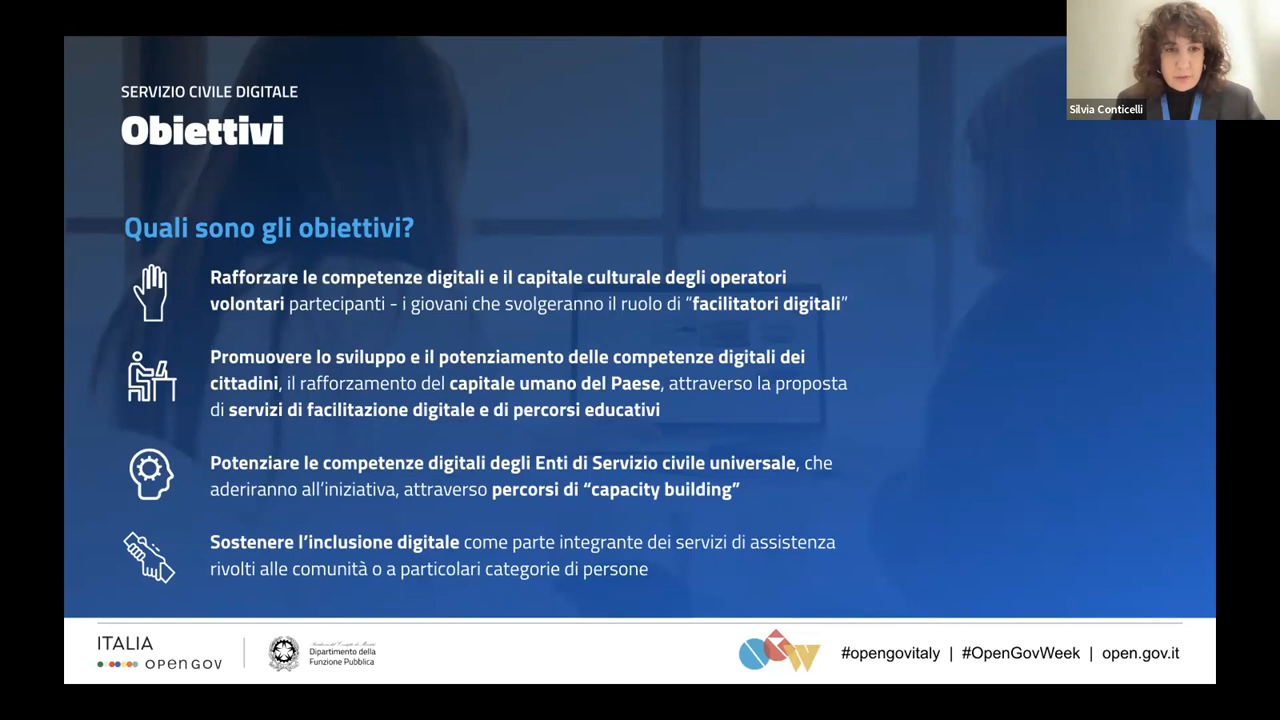 SERVIZIO CIVILE DIGITALE
Obiettivi
Silvia Conticelli
Quali sono gli obiettivi?
Rafforzare le competenze digitali e il capitale culturale degli operatori
volontari partecipanti - i giovani che svolgeranno il ruolo di “facilitatori digitali”
Promuovere lo sviluppo e il potenziamento delle competenze digitali dei
cittadini, il rafforzamento del capitale umano del Paese, attraverso la proposta
di servizi di facilitazione digitale e di percorsi educativi
Potenziare le competenze digitali degli Enti di Servizio civile universale, che
aderiranno all’iniziativa, attraverso percorsi di “capacity building”
Sostenere l’inclusione digitale come parte integrante dei servizi di assistenza
rivolti alle comunità o a particolari categorie di persone
ITALIA
open gov
Dipartimento della
Funzione Pubblica
OGW
#opengovitaly | #OpenGovWeek | open.gov.it